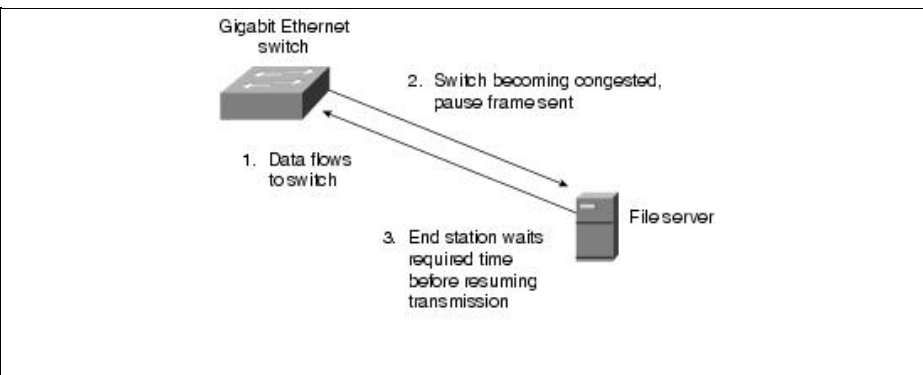 Gigabit Ethernet
switch
2. Switch becoming congested,
pause frame sent
1. Data flows
to switch
File server
3. End station waits
required time
before resuming
transmission